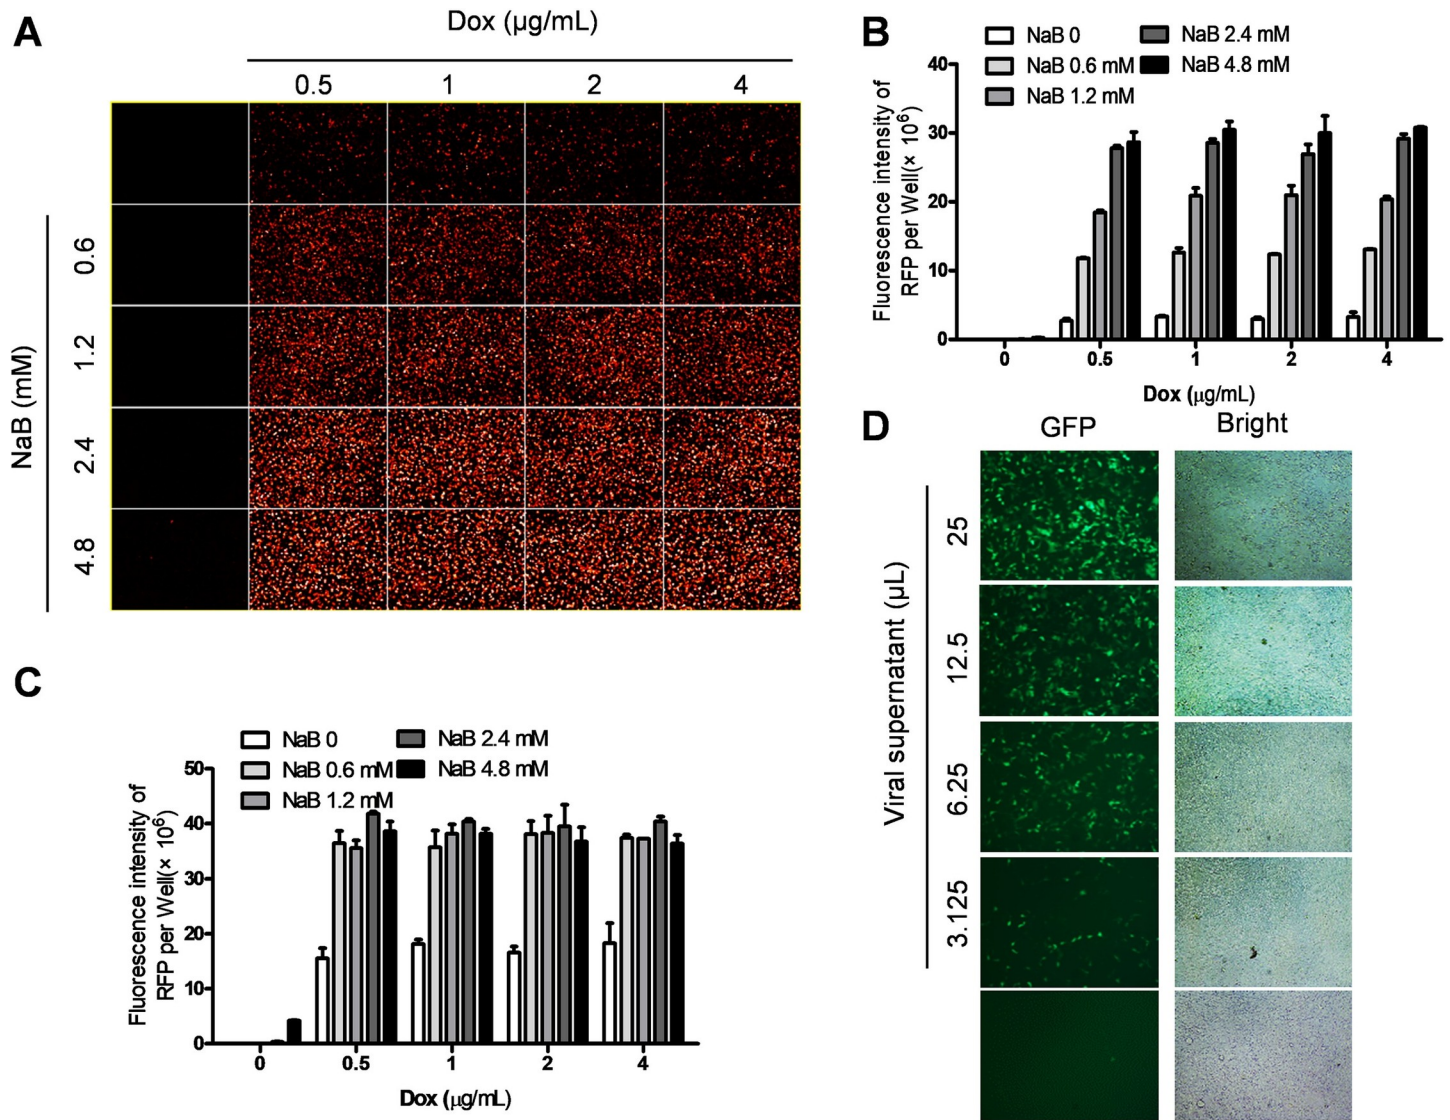 A
Dox (µg/mL)
0.5 1 2 4
NaB (mM)
0.6
1.2
2.4
4.8
B
NaB 0
NaB 0.6 mM
NaB 1.2 mM
NaB 2.4 mM
NaB 4.8 mM
Fluorescence intensity of
RFP per Well(× 10⁶)
40
30
20
10
0
0 0.5 1 2 4
Dox (µg/mL)
C
NaB 0
NaB 0.6 mM
NaB 1.2 mM
NaB 2.4 mM
NaB 4.8 mM
Fluorescence intensity of
RFP per Well(× 10⁶)
50
40
30
20
10
0
0 0.5 1 2 4
Dox (µg/mL)
D
GFP Bright
Viral supernatant (µL)
25
12.5
6.25
3.125